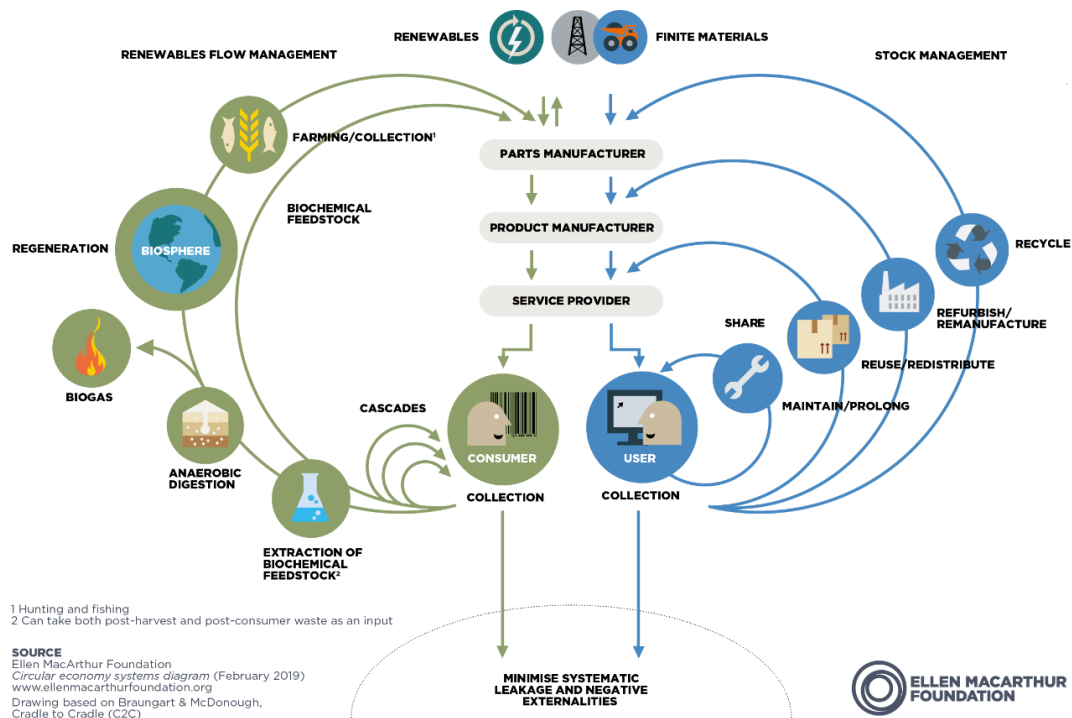 RENEWABLES
FINITE MATERIALS
RENEWABLES FLOW MANAGEMENT
STOCK MANAGEMENT
FARMING/COLLECTION¹
PARTS MANUFACTURER
BIOCHEMICAL
FEEDSTOCK
PRODUCT MANUFACTURER
REGENERATION
BIOSPHERE
RECYCLE
SERVICE PROVIDER
SHARE
REFURBISH/
REMANUFACTURE
REUSE/REDISTRIBUTE
BIOGAS
CASCADES
MAINTAIN/PROLONG
CONSUMER
USER
ANAEROBIC
DIGESTION
COLLECTION
COLLECTION
EXTRACTION OF
BIOCHEMICAL
FEEDSTOCK²
1 Hunting and fishing
2 Can take both post-harvest and post-consumer waste as an input
SOURCE
Ellen MacArthur Foundation
Circular economy systems diagram (February 2019)
www.ellenmacarthurfoundation.org
Drawing based on Braungart & McDonough,
Cradle to Cradle (C2C)
MINIMISE SYSTEMATIC
LEAKAGE AND NEGATIVE
EXTERNALITIES
ELLEN MACARTHUR
FOUNDATION